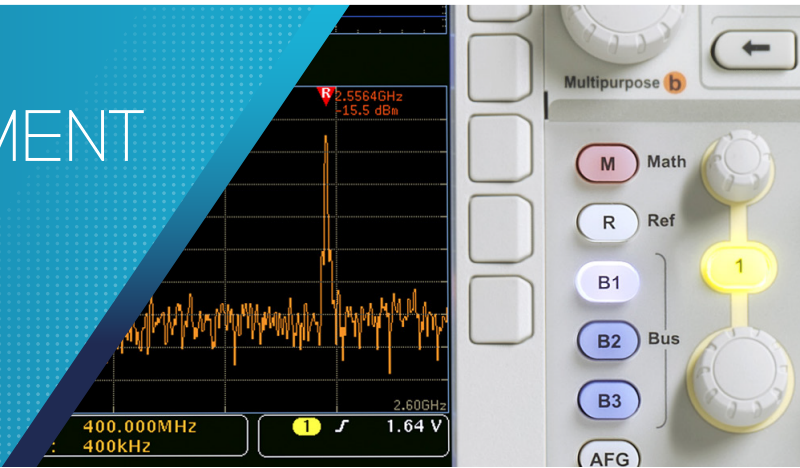 MENT
R
2.5564GHz
-15.5 dBm
2.60GHz
400.000MHz
: 400kHz
1 1.64 V
Multipurpose b
M Math
R Ref
B1
B2 Bus
B3
AFG
1